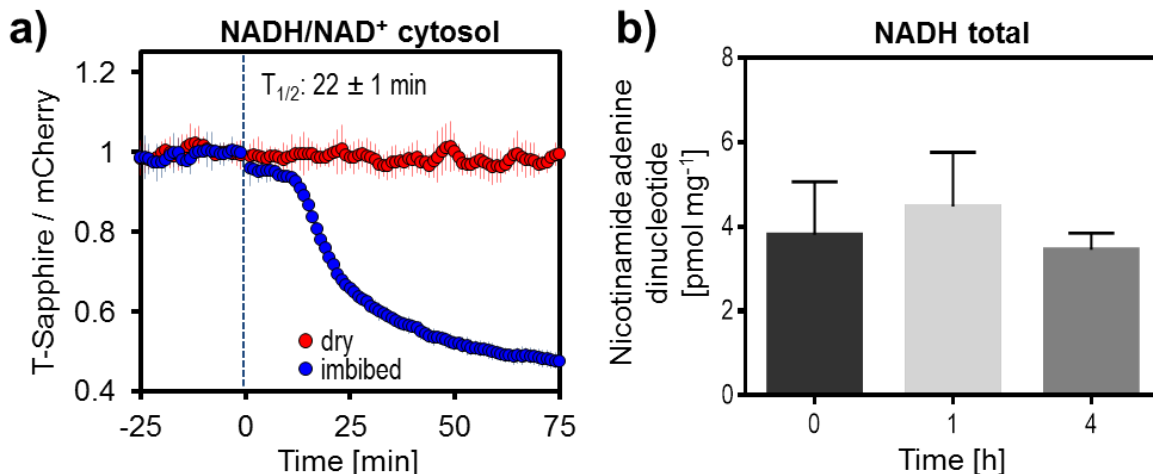 a)
NADH/NAD⁺ cytosol
T-Sapphire / mCherry
1.2
1
0.8
0.6
0.4
T₁/₂: 22 ± 1 min
dry
imbibed
-25
0
25
50
75
Time [min]
b)
NADH total
Nicotinamide adenine
dinucleotide
[pmol mg⁻¹]
8
6
4
2
0
0
1
4
Time [h]